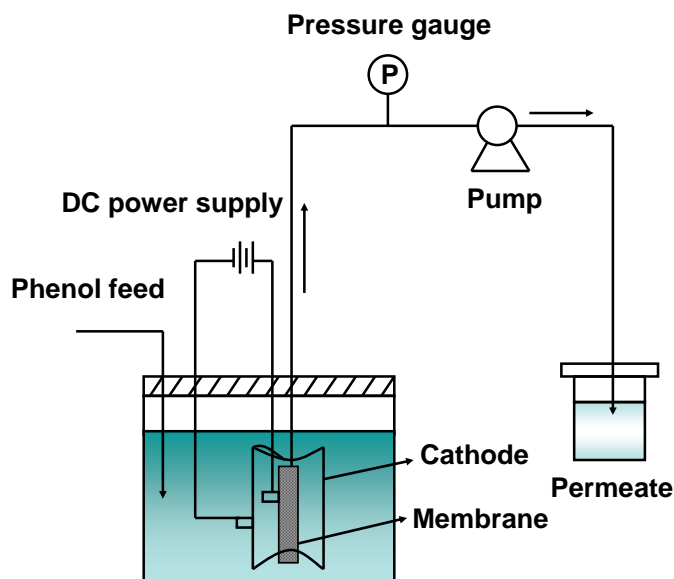 Pressure gauge
P
Pump
DC power supply
Phenol feed
Cathode
Permeate
Membrane